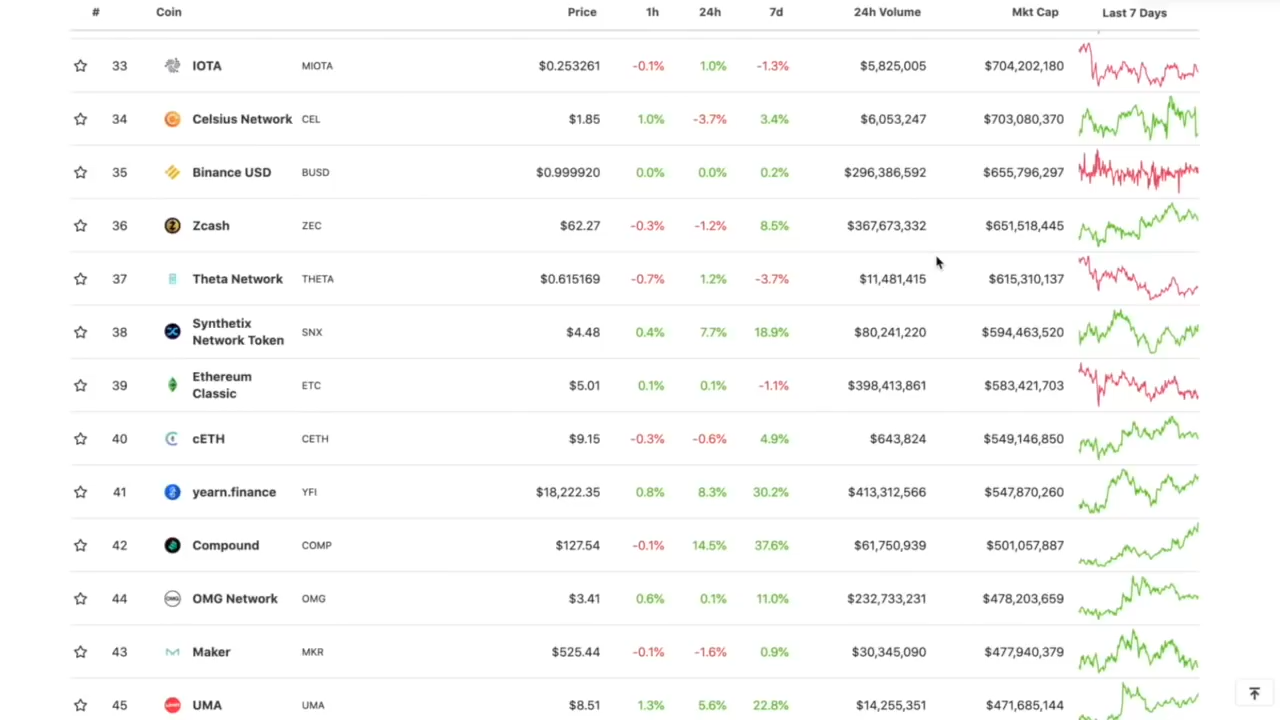 # Coin Price 1h 24h 7d 24h Volume Mkt Cap Last 7 Days
33 IOTA MIOTA $0.253261 -0.1% 1.0% -1.3% $5,825,005 $704,202,180
34 Celsius Network CEL $1.85 1.0% -3.7% 3.4% $6,053,247 $703,080,370
35 Binance USD BUSD $0.999920 0.0% 0.0% 0.2% $296,386,592 $655,796,297
36 Zcash ZEC $62.27 -0.3% -1.2% 8.5% $367,673,332 $651,518,445
37 Theta Network THETA $0.615169 -0.7% 1.2% -3.7% $11,481,415 $615,310,137
38 Synthetix
Network Token SNX $4.48 0.4% 7.7% 18.9% $80,241,220 $594,463,520
39 Ethereum
Classic ETC $5.01 0.1% 0.1% -1.1% $398,413,861 $583,421,703
40 cETH CETH $9.15 -0.3% -0.6% 4.9% $643,824 $549,146,850
41 yearn.finance YFI $18,222.35 0.8% 8.3% 30.2% $413,312,566 $547,870,260
42 Compound COMP $127.54 -0.1% 14.5% 37.6% $61,750,939 $501,057,887
44 OMG Network OMG $3.41 0.6% 0.1% 11.0% $232,733,231 $478,203,659
43 Maker MKR $525.44 -0.1% -1.6% 0.9% $30,345,090 $477,940,379
45 UMA UMA $8.51 1.3% 5.6% 22.8% $14,255,351 $471,685,144